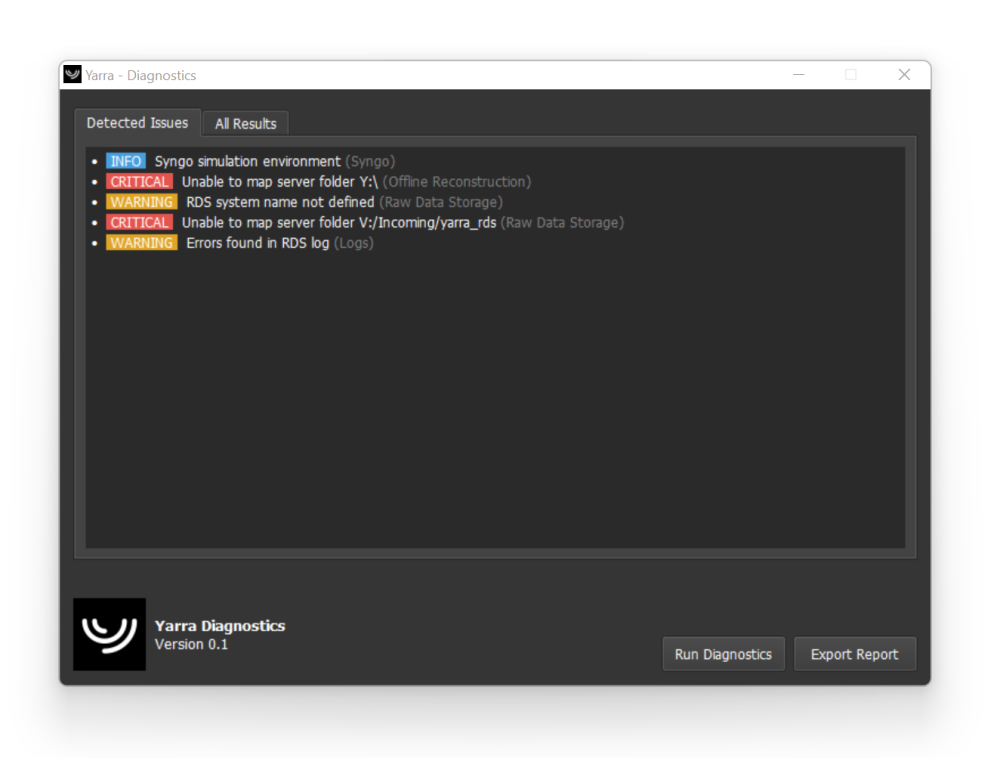 Yarra - Diagnostics
Detected Issues
All Results
• INFO Syngo simulation environment (Syngo)
• CRITICAL Unable to map server folder Y:\ (Offline Reconstruction)
• WARNING RDS system name not defined (Raw Data Storage)
• CRITICAL Unable to map server folder V:/Incoming/yarra_rds (Raw Data Storage)
• WARNING Errors found in RDS log (Logs)
Yarra Diagnostics
Version 0.1
Run Diagnostics
Export Report